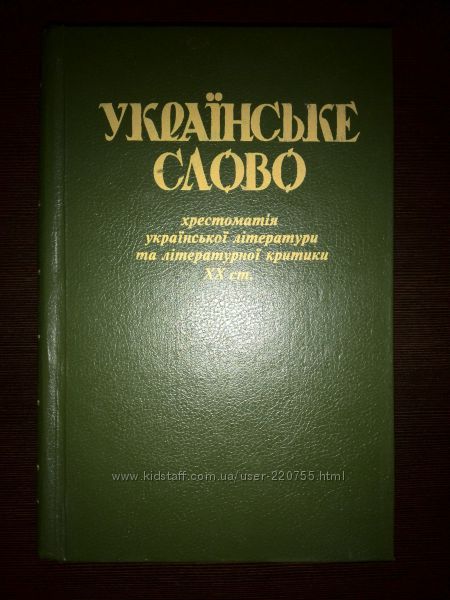 УКРАЇНСЬКЕ
СЛОВО
хрестоматія
української літератури
та літературної критики
XX ст.
www.kidstaff.com.ua/user-220755.html